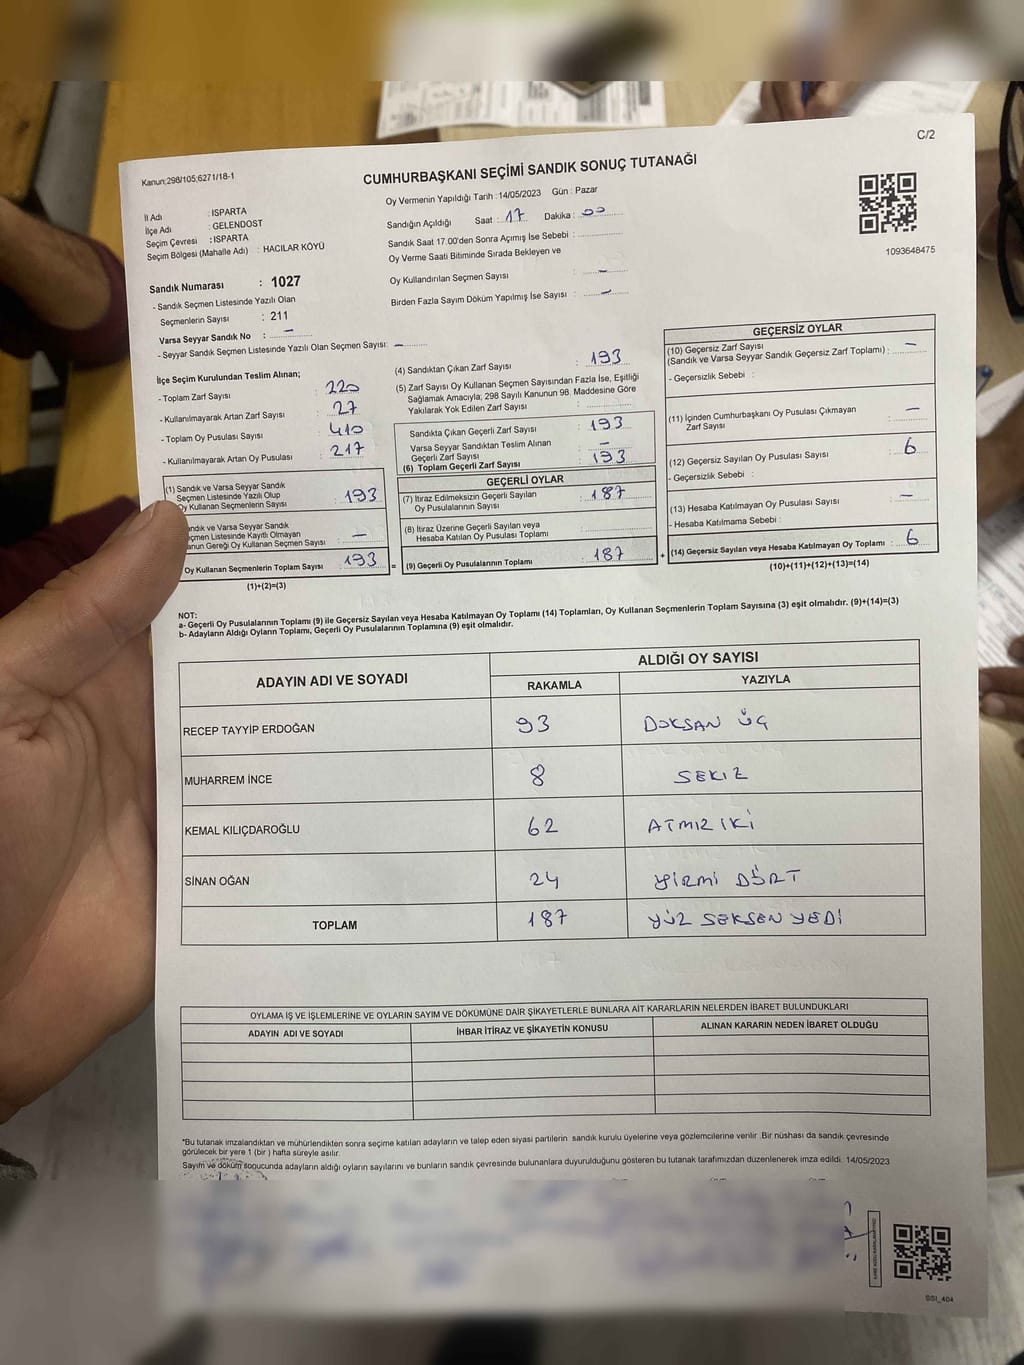 C/2
Kanun;298/105;6271/18-1
CUMHURBAŞKANI SEÇİMİ SANDIK SONUÇ TUTANAĞI
Oy Vermenin Yapıldığı Tarih :14/05/2023 Gün : Pazar
İl Adı : ISPARTA
İlçe Adı : GELENDOST
Seçim Çevresi : ISPARTA
Seçim Bölgesi (Mahalle Adı) : HACILAR KÖYÜ
Sandığın Açıldığı Saat : 17 Dakika : 00
Sandık Saat 17.00'den Sonra Açımış İse Sebebi :
Oy Verme Saati Bitiminde Sırada Bekleyen ve
Oy Kullandırılan Seçmen Sayısı : –
Birden Fazla Sayım Döküm Yapılmış İse Sayısı : –
1093648475
Sandık Numarası : 1027
- Sandık Seçmen Listesinde Yazılı Olan
Seçmenlerin Sayısı : 211
Varsa Seyyar Sandık No : –
- Seyyar Sandık Seçmen Listesinde Yazılı Olan Seçmen Sayısı: –
İlçe Seçim Kurulundan Teslim Alınan;
- Toplam Zarf Sayısı : 220
- Kullanılmayarak Artan Zarf Sayısı : 27
- Toplam Oy Pusulası Sayısı : 410
- Kullanılmayarak Artan Oy Pusulası : 217
(1) Sandık ve Varsa Seyyar Sandık
Seçmen Listesinde Yazılı Olup
Oy Kullanan Seçmenlerin Sayısı : 193
andık ve Varsa Seyyar Sandık
çmen Listesinde Kayıtlı Olmayan
anun Gereği Oy Kullanan Seçmen Sayısı : –
Oy Kullanan Seçmenlerin Toplam Sayısı : 193
(1)+(2)=(3)
(4) Sandıktan Çıkan Zarf Sayısı : 193
(5) Zarf Sayısı Oy Kullanan Seçmen Sayısından Fazla İse, Eşitliği
Sağlamak Amacıyla; 298 Sayılı Kanunun 98. Maddesine Göre
Yakılarak Yok Edilen Zarf Sayısı :
Sandıkta Çıkan Geçerli Zarf Sayısı : 193
Varsa Seyyar Sandıktan Teslim Alınan
Geçerli Zarf Sayısı : –
(6) Toplam Geçerli Zarf Sayısı : 193
GEÇERLİ OYLAR
(7) İtiraz Edilmeksizin Geçerli Sayılan
Oy Pusulalarının Sayısı : 187
(8) İtiraz Üzerine Geçerli Sayılan veya
Hesaba Katılan Oy Pusulası Toplamı :
= (9) Geçerli Oy Pusulalarının Toplamı : 187 +
GEÇERSİZ OYLAR
(10) Geçersiz Zarf Sayısı
(Sandık ve Varsa Seyyar Sandık Geçersiz Zarf Toplamı) : –
- Geçersizlik Sebebi :
(11) İçinden Cumhurbaşkanı Oy Pusulası Çıkmayan
Zarf Sayısı : –
(12) Geçersiz Sayılan Oy Pusulası Sayısı : 6
- Geçersizlik Sebebi :
(13) Hesaba Katılmayan Oy Pusulası Sayısı : –
- Hesaba Katılmama Sebebi :
(14) Geçersiz Sayılan veya Hesaba Katılmayan Oy Toplamı : 6
(10)+(11)+(12)+(13)=(14)
NOT:
a- Geçerli Oy Pusulalarının Toplamı (9) ile Geçersiz Sayılan veya Hesaba Katılmayan Oy Toplamı (14) Toplamları, Oy Kullanan Seçmenlerin Toplam Sayısına (3) eşit olmalıdır. (9)+(14)=(3)
b- Adayların Aldığı Oyların Toplamı, Geçerli Oy Pusulalarının Toplamına (9) eşit olmalıdır.
ADAYIN ADI VE SOYADI ALDIĞI OY SAYISI
RAKAMLA YAZIYLA
RECEP TAYYİP ERDOĞAN 93 DOKSAN ÜÇ
MUHARREM İNCE 8 SEKIZ
KEMAL KILIÇDAROĞLU 62 ATMIZ İKİ
SİNAN OĞAN 24 YİRMİ DÖRT
TOPLAM 187 YÜZ SEKSEN YEDİ
OYLAMA İŞ VE İŞLEMLERİNE VE OYLARIN SAYIM VE DÖKÜMÜNE DAİR ŞİKAYETLERLE BUNLARA AİT KARARLARIN NELERDEN İBARET BULUNDUKLARI
ADAYIN ADI VE SOYADI İHBAR İTİRAZ VE ŞİKAYETİN KONUSU ALINAN KARARIN NEDEN İBARET OLDUĞU
*Bu tutanak imzalandıktan ve mühürlendikten sonra seçime katılan adayların ve talep eden siyasi partilerin sandık kurulu üyelerine veya gözlemcilerine verilir .Bir nüshası da sandık çevresinde
görülecek bir yere 1 (bir ) hafta süreyle asılır.
Sayım ve döküm sonucunda adayların aldığı oyların sayılarını ve bunların sandık çevresinde bulunanlara duyurulduğunu gösteren bu tutanak tarafımızdan düzenlenerek imza edildi. 14/05/2023
SSI_404